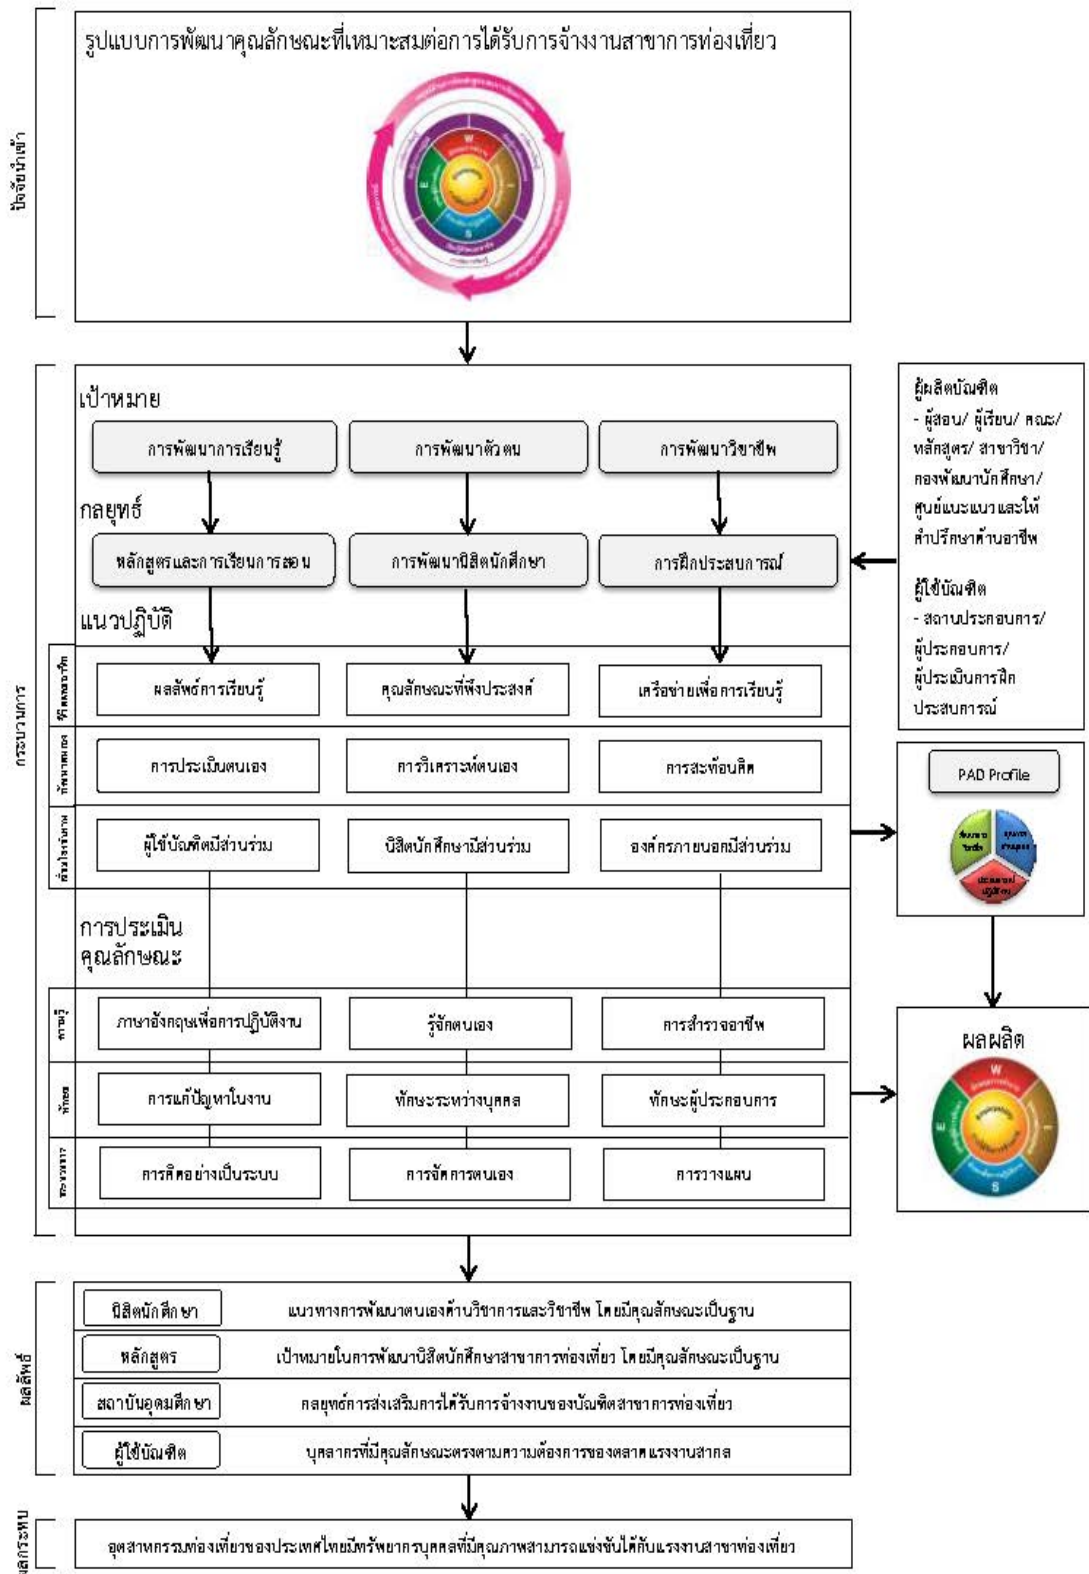 ปัจจัยนำเข้า
รูปแบบการพัฒนาคุณลักษณะที่เหมาะสมต่อการได้รับการจ้างงานสาขาการท่องเที่ยว
W
I
S
E
กระบวนการ
เป้าหมาย
การพัฒนาการเรียนรู้
การพัฒนาตัวตน
การพัฒนาวิชาชีพ
กลยุทธ์
หลักสูตรและการเรียนการสอน
การพัฒนานิสิตนักศึกษา
การฝึกประสบการณ์
แนวปฏิบัติ
ผลลัพธ์การเรียนรู้
คุณลักษณะที่พึงประสงค์
เครือข่ายเพื่อการเรียนรู้
การประเมินตนเอง
การวิเคราะห์ตนเอง
การสะท้อนคิด
ผู้ใช้บัณฑิตมีส่วนร่วม
นิสิตนักศึกษามีส่วนร่วม
องค์กรภายนอกมีส่วนร่วม
การประเมิน
คุณลักษณะ
ความรู้
ภาษาอังกฤษเพื่อการปฏิบัติงาน
รู้จักตนเอง
การสำรวจอาชีพ
ทักษะ
การแก้ปัญหาในงาน
ทักษะระหว่างบุคคล
ทักษะผู้ประกอบการ
การคิดอย่างเป็นระบบ
การจัดการตนเอง
การวางแผน
ผู้ผลิตบัณฑิต
- ผู้สอน/ ผู้เรียน/ คณะ/
หลักสูตร/ สาขาวิชา/
กองพัฒนานักศึกษา/
ศูนย์แนะแนวและให้
คำปรึกษาด้านอาชีพ
ผู้ใช้บัณฑิต
- สถานประกอบการ/
ผู้ประกอบการ/
ผู้ประเมินการฝึก
ประสบการณ์
PAD Profile
ผลผลิต
W
I
S
E
ผลลัพธ์
นิสิตนักศึกษา
แนวทางการพัฒนาตนเองด้านวิชาการและวิชาชีพ โดยมีคุณลักษณะเป็นฐาน
หลักสูตร
เป้าหมายในการพัฒนานิสิตนักศึกษาสาขาการท่องเที่ยว โดยมีคุณลักษณะเป็นฐาน
สถาบันอุดมศึกษา
กลยุทธ์การส่งเสริมการได้รับการจ้างงานของบัณฑิตสาขาการท่องเที่ยว
ผู้ใช้บัณฑิต
บุคลากรที่มีคุณลักษณะตรงตามความต้องการของตลาดแรงงานสากล
ผลกระทบ
อุตสาหกรรมท่องเที่ยวของประเทศไทยมีทรัพยากรบุคคลที่มีคุณภาพสามารถแข่งขันได้กับแรงงานสาขาท่องเที่ยว